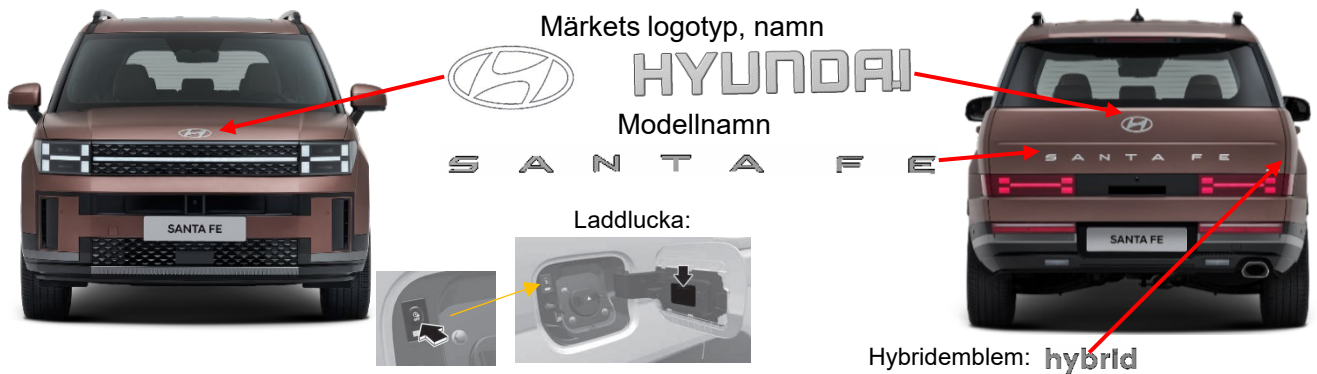 Märkets logotyp, namn
HYUNDAI
Modellnamn
SANTA FE
SANTA FE
SANTA FE
Laddlucka:
SANTA FE
Hybridemblem: hybrid